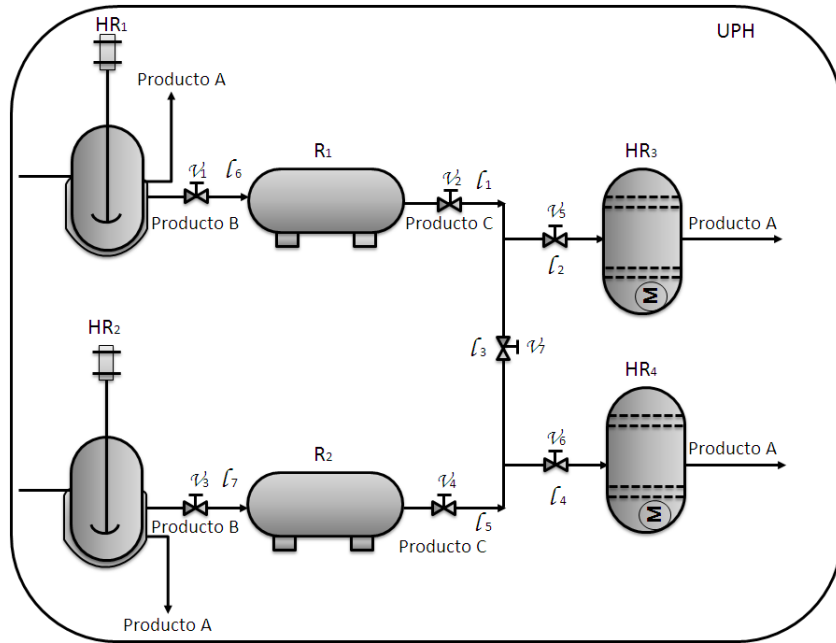 HR₁
UPH
Producto A
𝓋₁
l₆
R₁
𝓋₂
l₁
HR₃
𝓋₅
Producto B
Producto C
Producto A
l₂
M
HR₂
l₃
𝓋₇
HR₄
𝓋₆
Producto A
R₂
𝓋₃
l₇
𝓋₄
l₅
l₄
M
Producto B
Producto C
Producto A